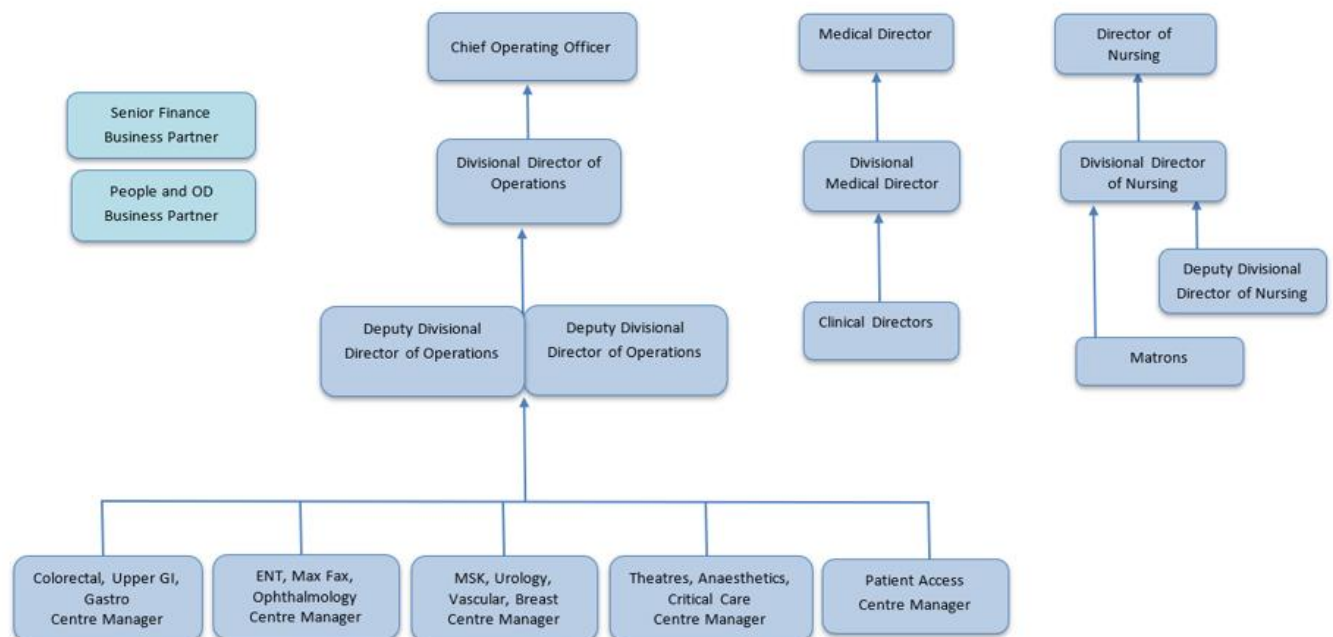 Chief Operating Officer
Medical Director
Director of
Nursing
Senior Finance
Business Partner
People and OD
Business Partner
Divisional Director of
Operations
Divisional
Medical Director
Divisional Director
of Nursing
Deputy Divisional
Director of Nursing
Deputy Divisional
Director of Operations
Deputy Divisional
Director of Operations
Clinical Directors
Matrons
Colorectal, Upper GI,
Gastro
Centre Manager
ENT, Max Fax,
Ophthalmology
Centre Manager
MSK, Urology,
Vascular, Breast
Centre Manager
Theatres, Anaesthetics,
Critical Care
Centre Manager
Patient Access
Centre Manager